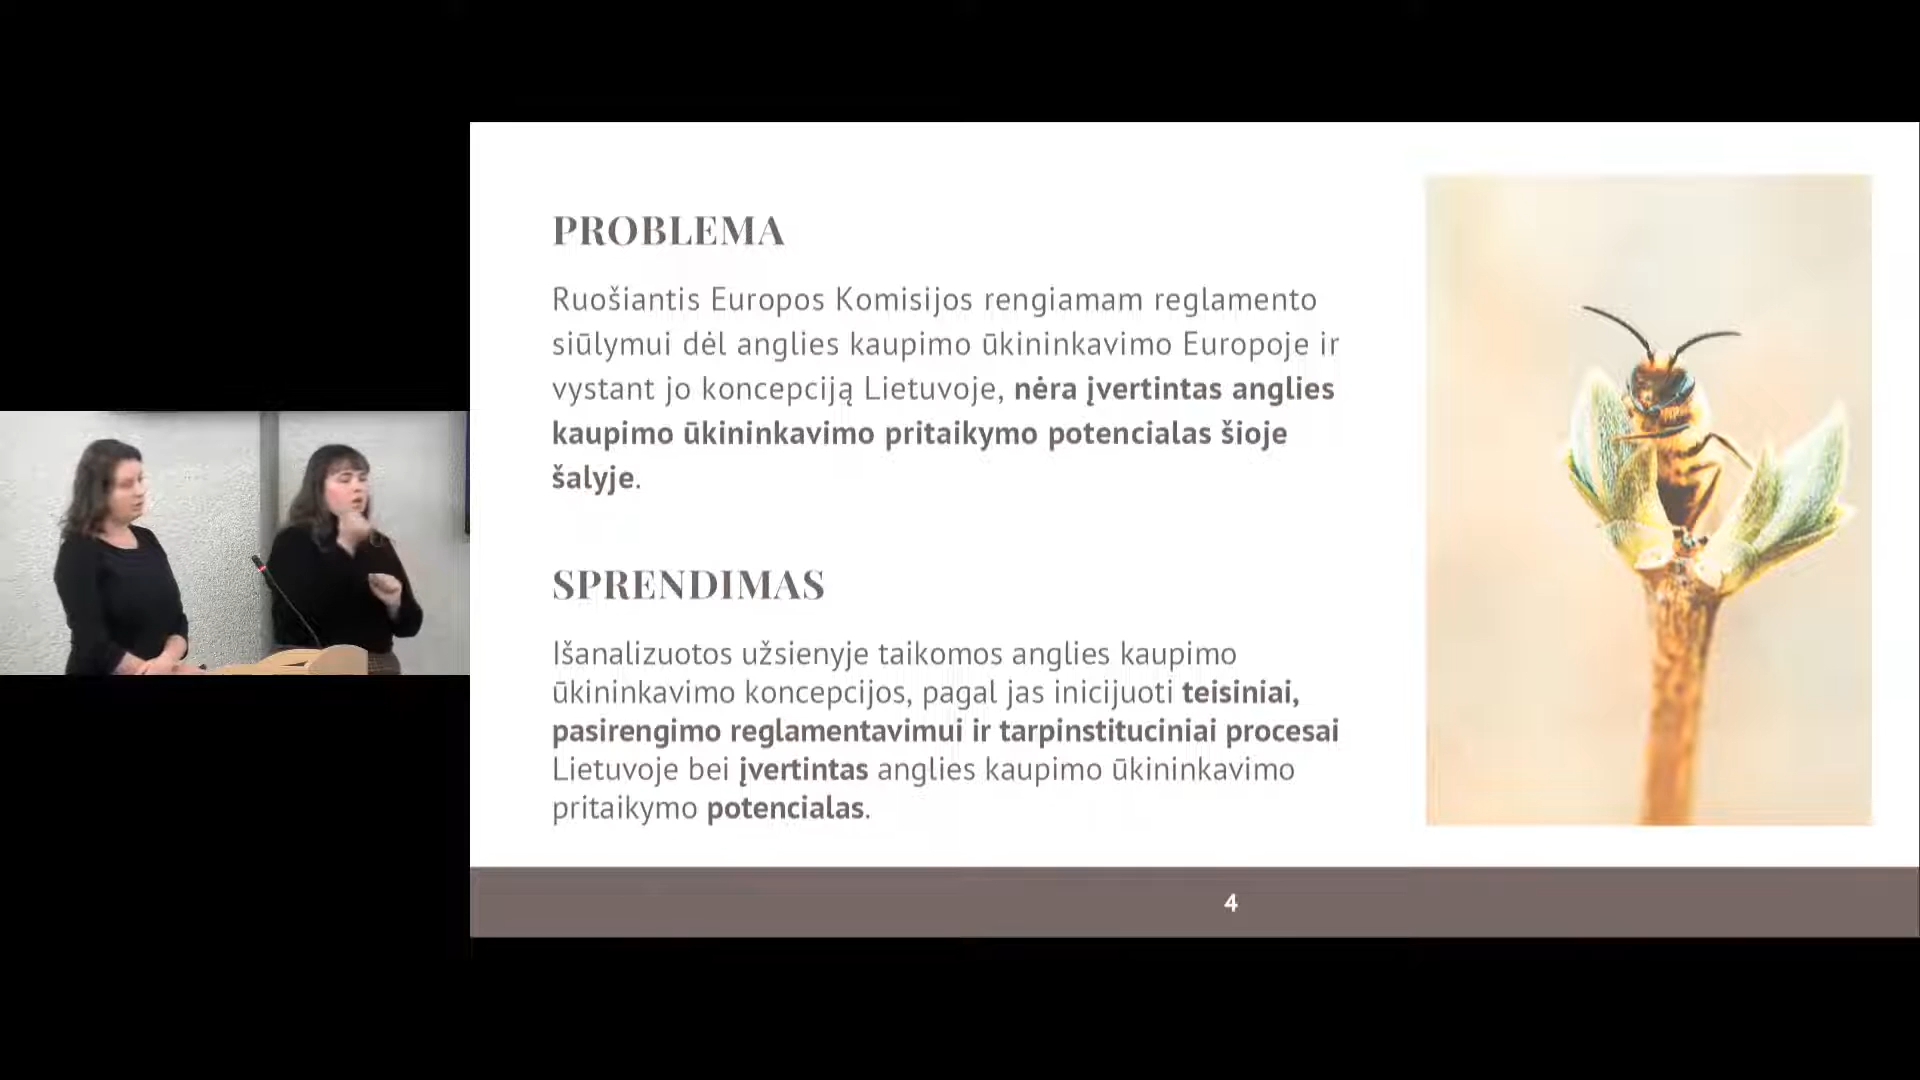 PROBLEMA
Ruošiantis Europos Komisijos rengiamam reglamento
siūlymui dėl anglies kaupimo ūkininkavimo Europoje ir
vystant jo koncepciją Lietuvoje, nėra įvertintas anglies
kaupimo ūkininkavimo pritaikymo potencialas šioje
šalyje.
SPRENDIMAS
Išanalizuotos užsienyje taikomos anglies kaupimo
ūkininkavimo koncepcijos, pagal jas inicijuoti teisiniai,
pasirengimo reglamentavimui ir tarpinstituciniai procesai
Lietuvoje bei įvertintas anglies kaupimo ūkininkavimo
pritaikymo potencialas.
4